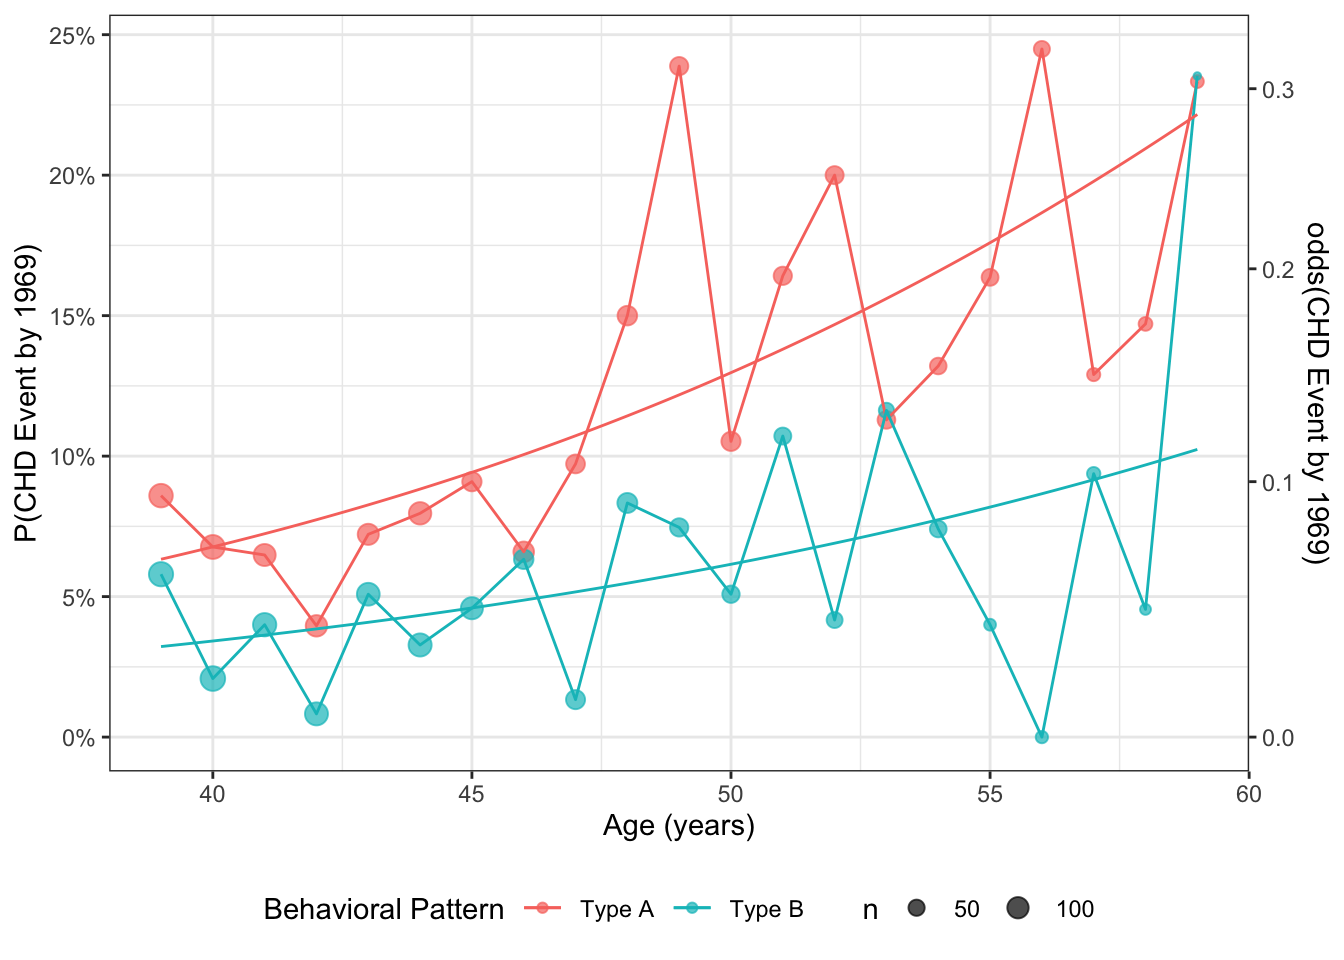 25%
20%
15%
10%
5%
0%
P(CHD Event by 1969)
0.3
0.2
0.1
0.0
odds(CHD Event by 1969)
40 45 50 55 60
Age (years)
Behavioral Pattern Type A Type B n 50 100